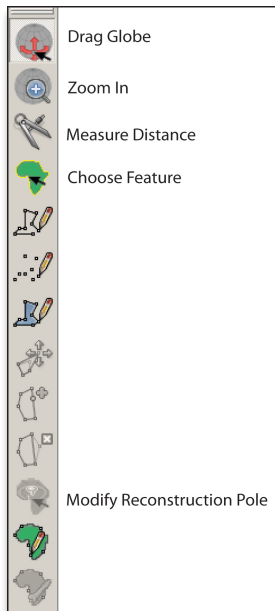 Drag Globe
Zoom In
Measure Distance
Choose Feature
Modify Reconstruction Pole